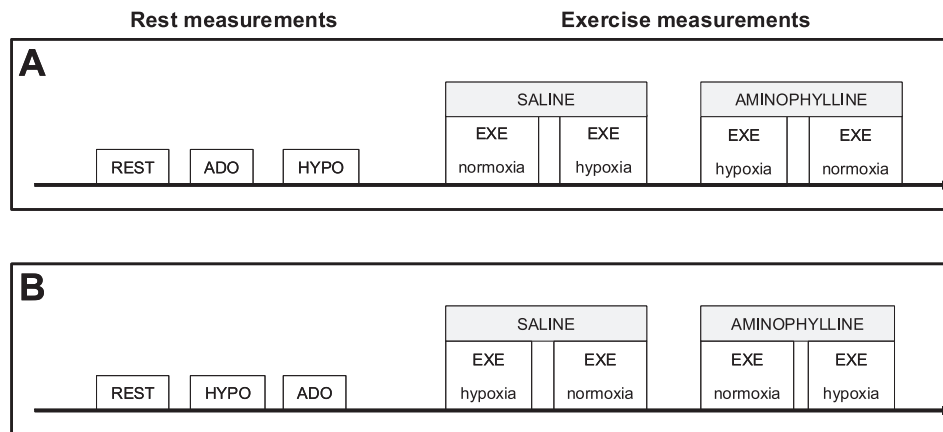 Rest measurements Exercise measurements
A
SALINE AMINOPHYLLINE
EXE EXE EXE EXE
REST ADO HYPO normoxia hypoxia hypoxia normoxia
B
SALINE AMINOPHYLLINE
EXE EXE EXE EXE
REST HYPO ADO hypoxia normoxia normoxia hypoxia